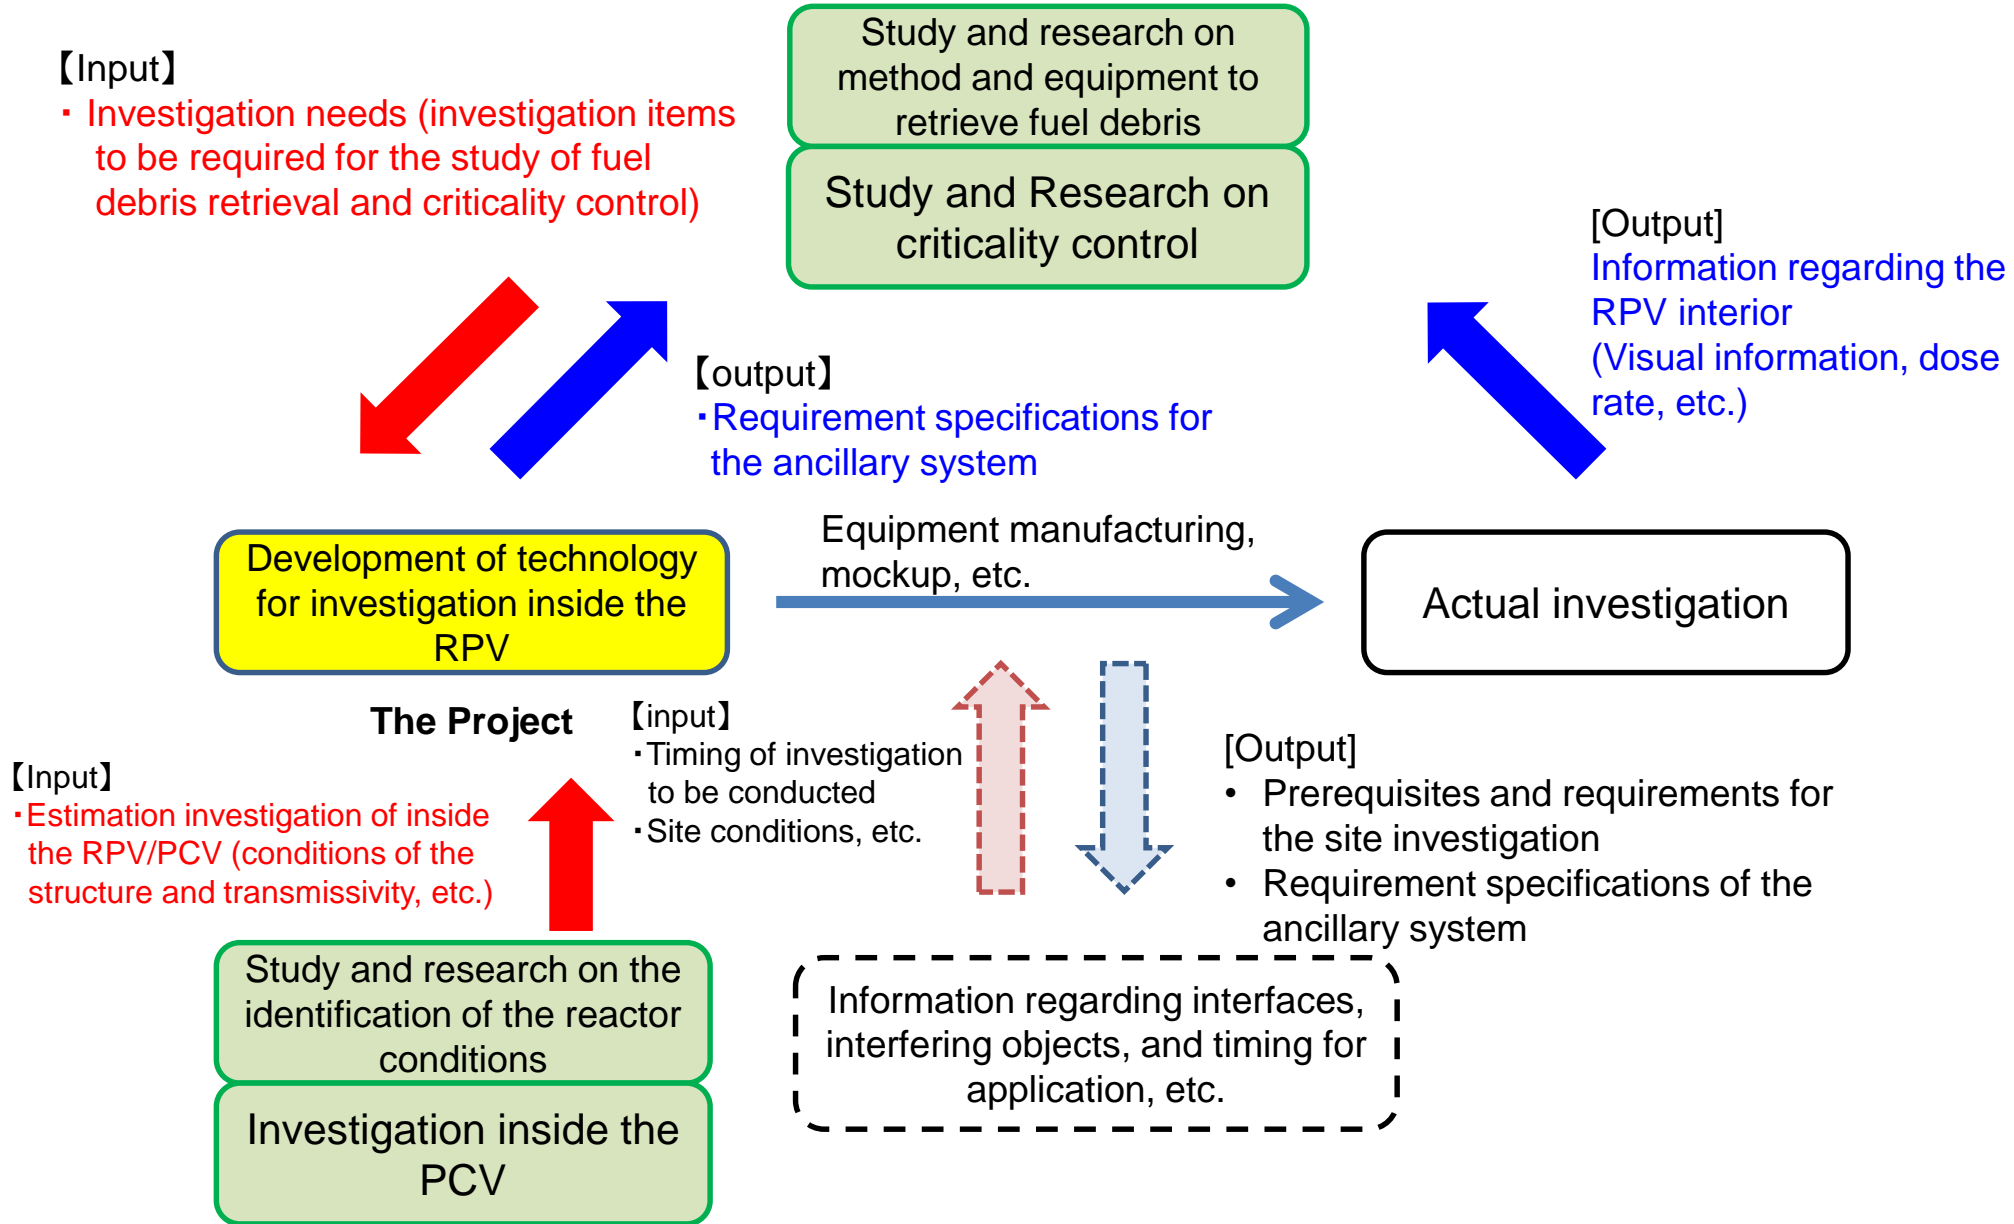 Study and research on
method and equipment to
retrieve fuel debris
Study and Research on
criticality control
【Input】
・Investigation needs (investigation items
to be required for the study of fuel
debris retrieval and criticality control)
[Output]
Information regarding the
RPV interior
(Visual information, dose
rate, etc.)
【output】
・Requirement specifications for
the ancillary system
Development of technology
for investigation inside the
RPV
The Project
Equipment manufacturing,
mockup, etc.
Actual investigation
【input】
・Timing of investigation
to be conducted
・Site conditions, etc.
[Output]
• Prerequisites and requirements for
the site investigation
• Requirement specifications of the
ancillary system
【Input】
・Estimation investigation of inside
the RPV/PCV (conditions of the
structure and transmissivity, etc.)
Study and research on the
identification of the reactor
conditions
Investigation inside the
PCV
Information regarding interfaces,
interfering objects, and timing for
application, etc.